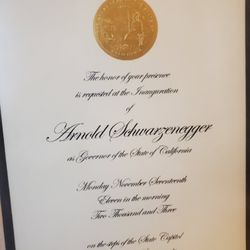 The honor of your presence
is requested at the Inauguration
of
Arnold Schwarzenegger
as Governor of the State of California
Monday November Seventeenth
Eleven in the morning
Two Thousand and Three
on the steps of the State Capitol